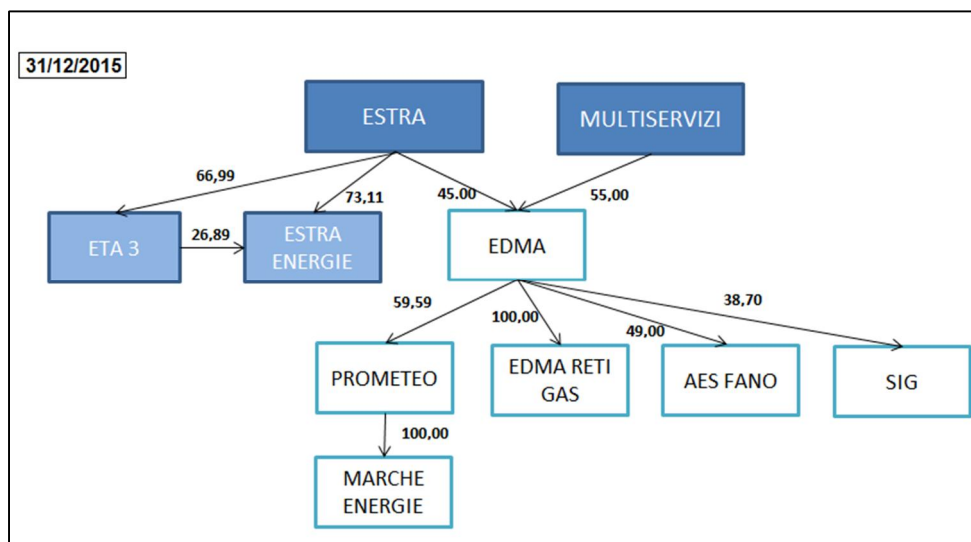 31/12/2015
ESTRA
MULTISERVIZI
66,99
73,11
45.00
55,00
ETA 3
26,89
ESTRA
ENERGIE
EDMA
59,59
100,00
49,00
38,70
PROMETEO
EDMA RETI
GAS
AES FANO
SIG
100,00
MARCHE
ENERGIE